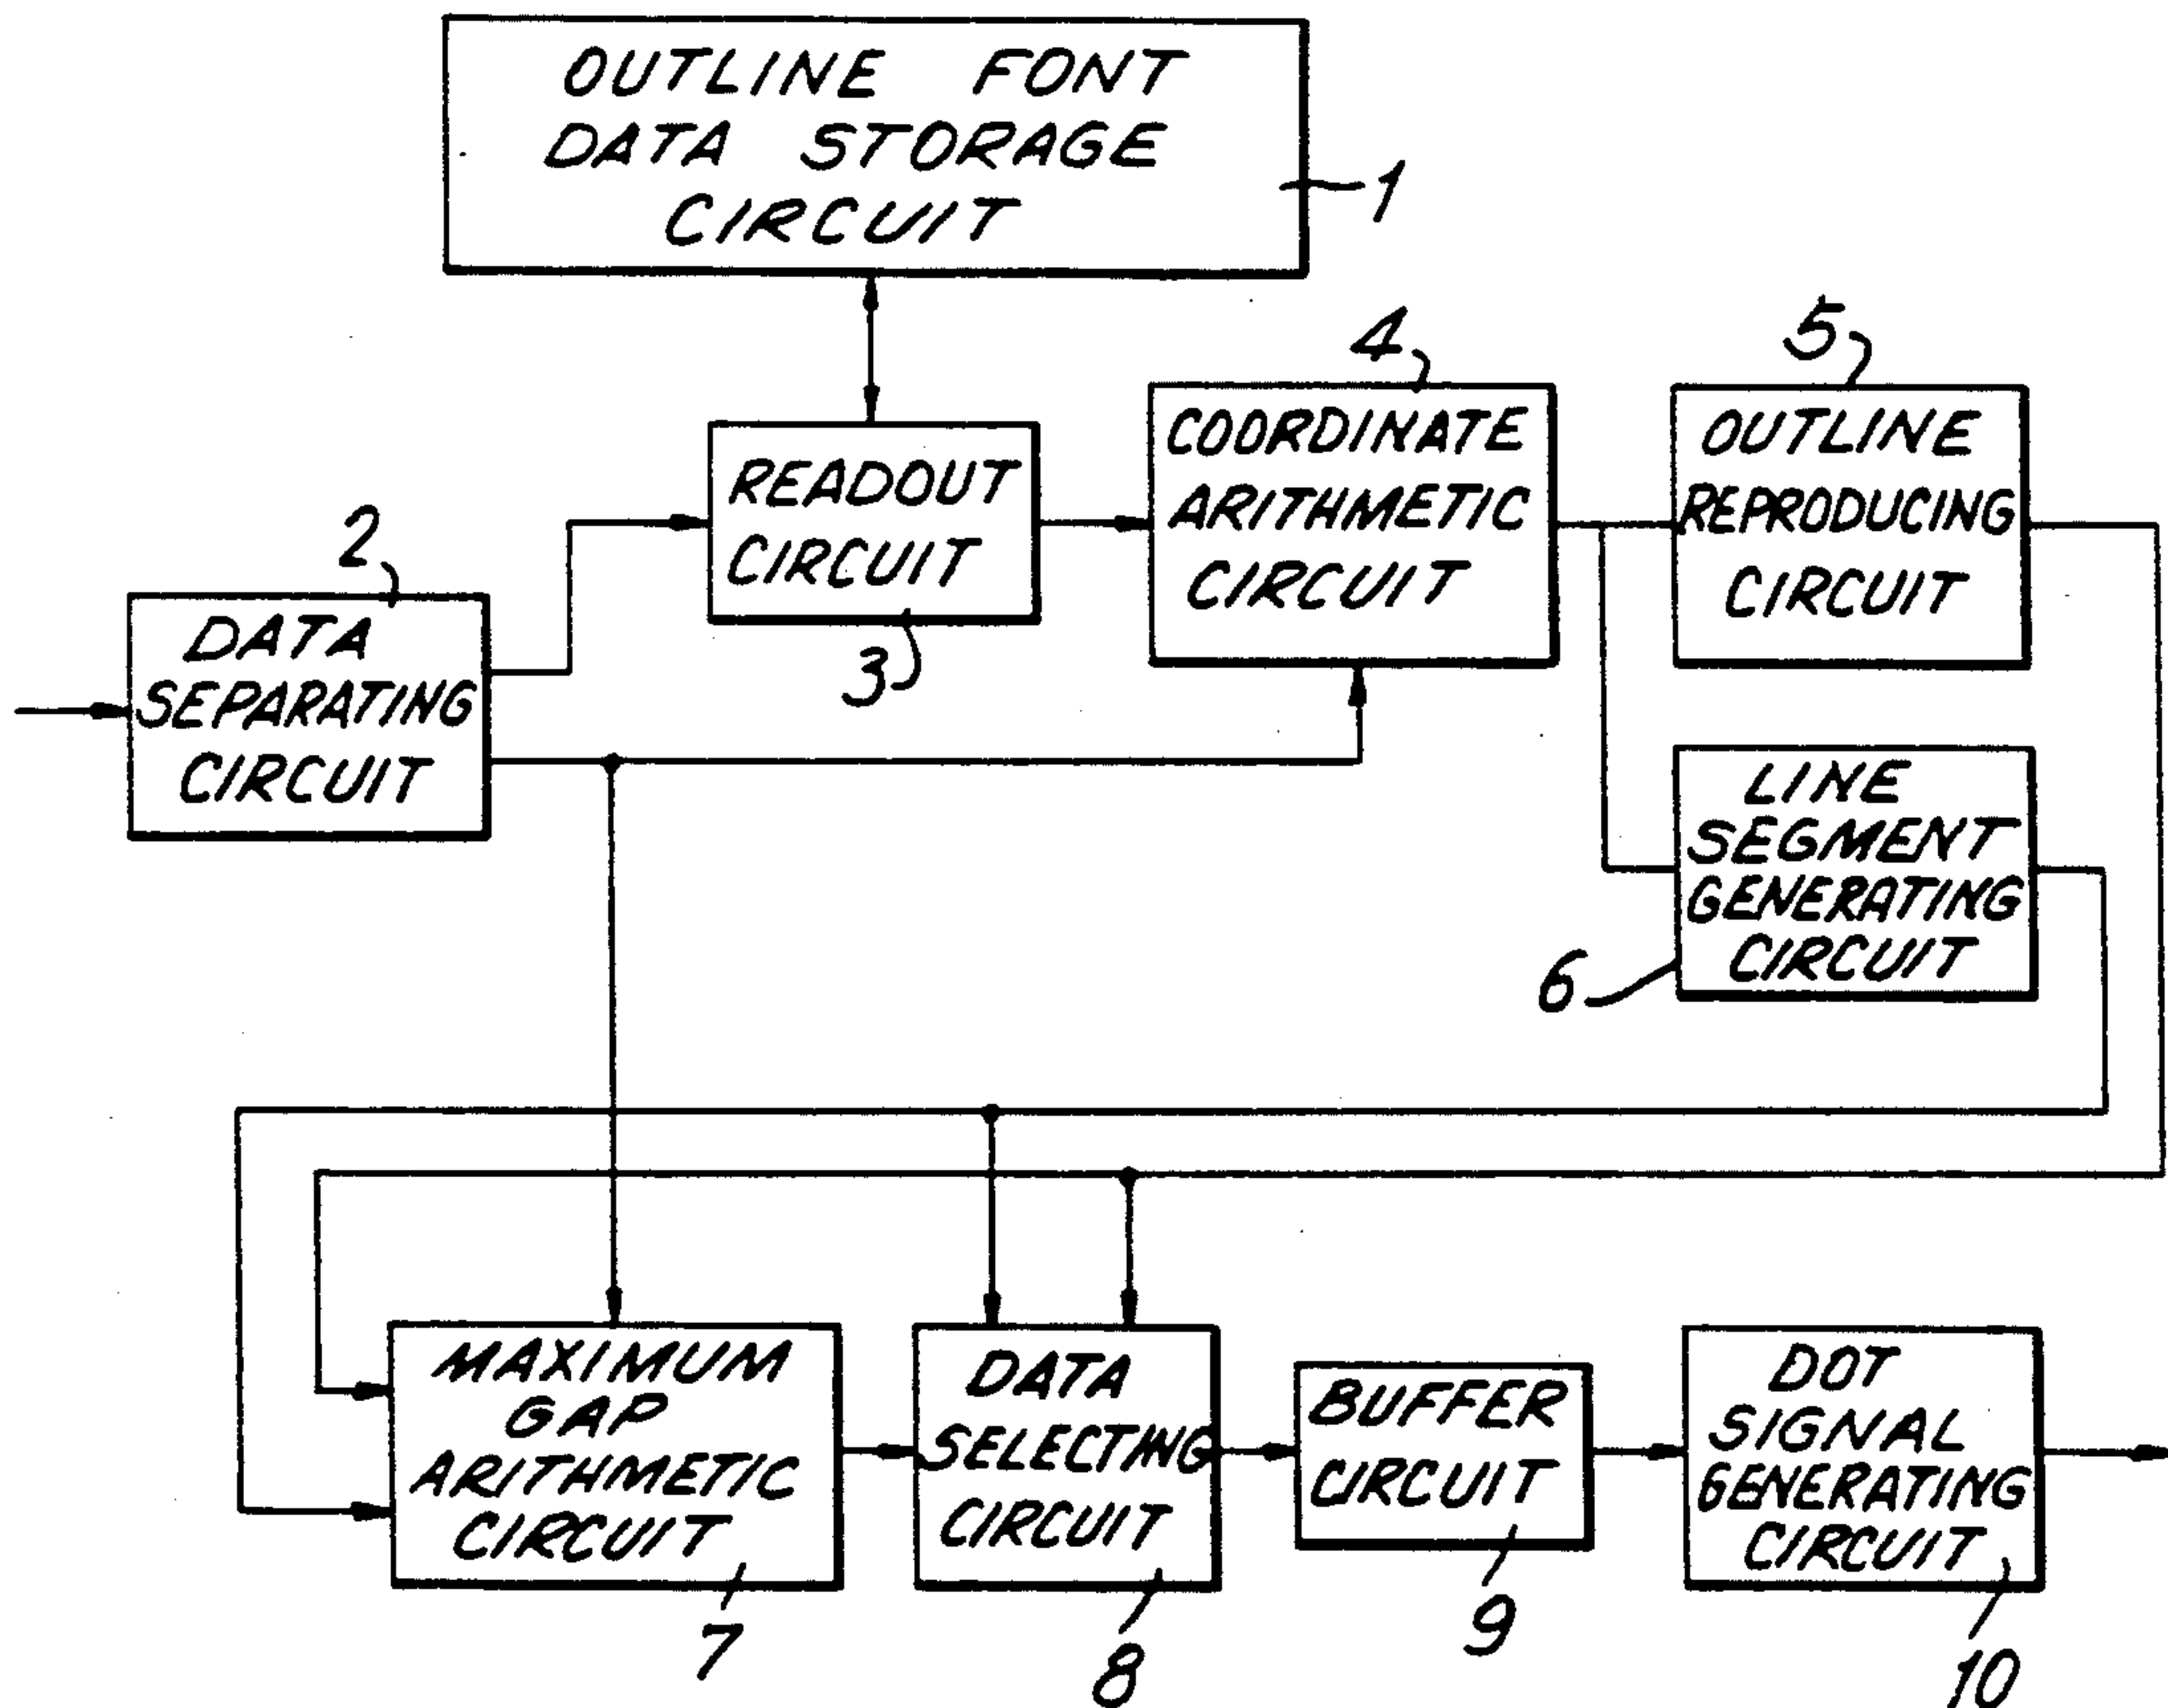 OUTLINE FONT
DATA STORAGE
CIRCUIT
1
4
5
COORDINATE
ARITHMETIC
CIRCUIT
OUTLINE
REPRODUCING
CIRCUIT
READOUT
CIRCUIT
3
2
DATA
SEPARATING
CIRCUIT
LINE
SEGMENT
GENERATING
CIRCUIT
6
MAXIMUM
GAP
ARITHMETIC
CIRCUIT
7
DATA
SELECTING
CIRCUIT
8
BUFFER
CIRCUIT
9
DOT
SIGNAL
GENERATING
CIRCUIT
10